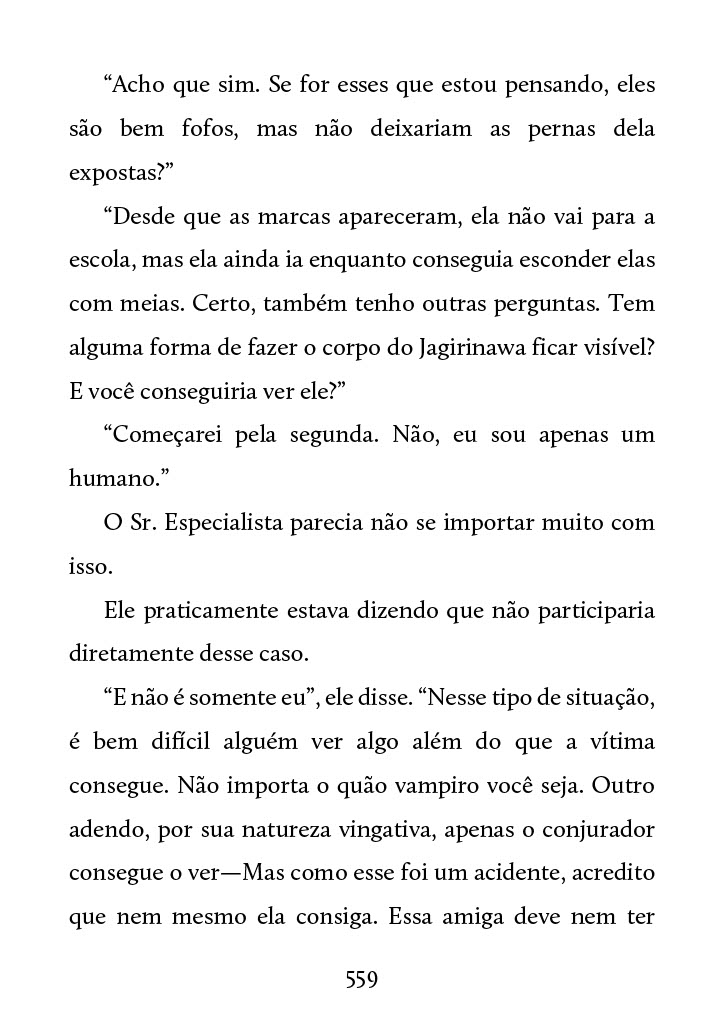 “Acho que sim. Se for esses que estou pensando, eles
são bem fofos, mas não deixariam as pernas dela
expostas?”
“Desde que as marcas apareceram, ela não vai para a
escola, mas ela ainda ia enquanto conseguia esconder elas
com meias. Certo, também tenho outras perguntas. Tem
alguma forma de fazer o corpo do Jagirinawa ficar visível?
E você conseguiria ver ele?”
“Começarei pela segunda. Não, eu sou apenas um
humano.”
O Sr. Especialista parecia não se importar muito com
isso.
Ele praticamente estava dizendo que não participaria
diretamente desse caso.
“E não é somente eu”, ele disse. “Nesse tipo de situação,
é bem difícil alguém ver algo além do que a vítima
consegue. Não importa o quão vampiro você seja. Outro
adendo, por sua natureza vingativa, apenas o conjurador
consegue o ver—Mas como esse foi um acidente, acredito
que nem mesmo ela consiga. Essa amiga deve nem ter
559